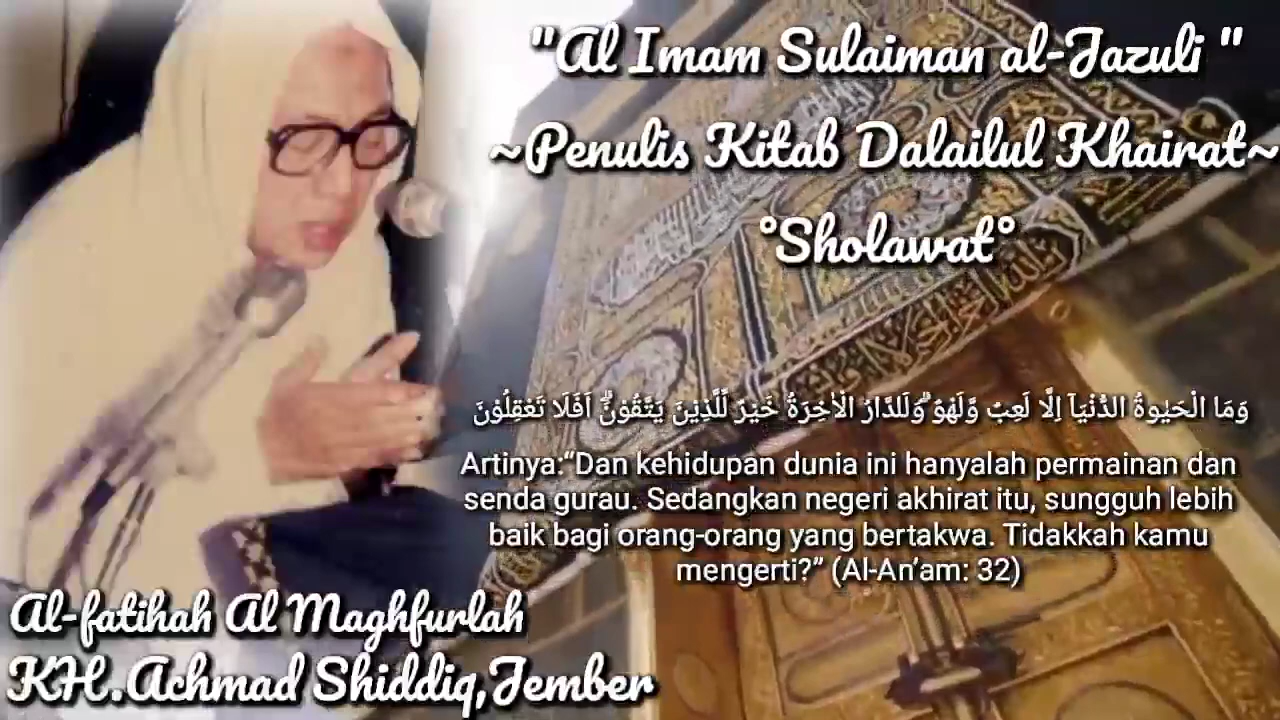 "Al Imam Sulaiman al-Jazuli "
~Penulis Kitab Dalailul Khairat~
°Sholawat°
وَمَا الْحَيٰوةُ الدُّنْيَآ اِلَّا لَعِبٌ وَّلَهْوٌ ۗوَلَلدَّارُ الْاٰخِرَةُ خَيْرٌ لِّلَّذِيْنَ يَتَّقُوْنَۗ اَفَلَا تَعْقِلُوْنَ
Artinya:“Dan kehidupan dunia ini hanyalah permainan dan
senda gurau. Sedangkan negeri akhirat itu, sungguh lebih
baik bagi orang-orang yang bertakwa. Tidakkah kamu
mengerti?” (Al-An’am: 32)
Al-fatihah Al Maghfurlah
KH.Achmad Shiddiq,Jember